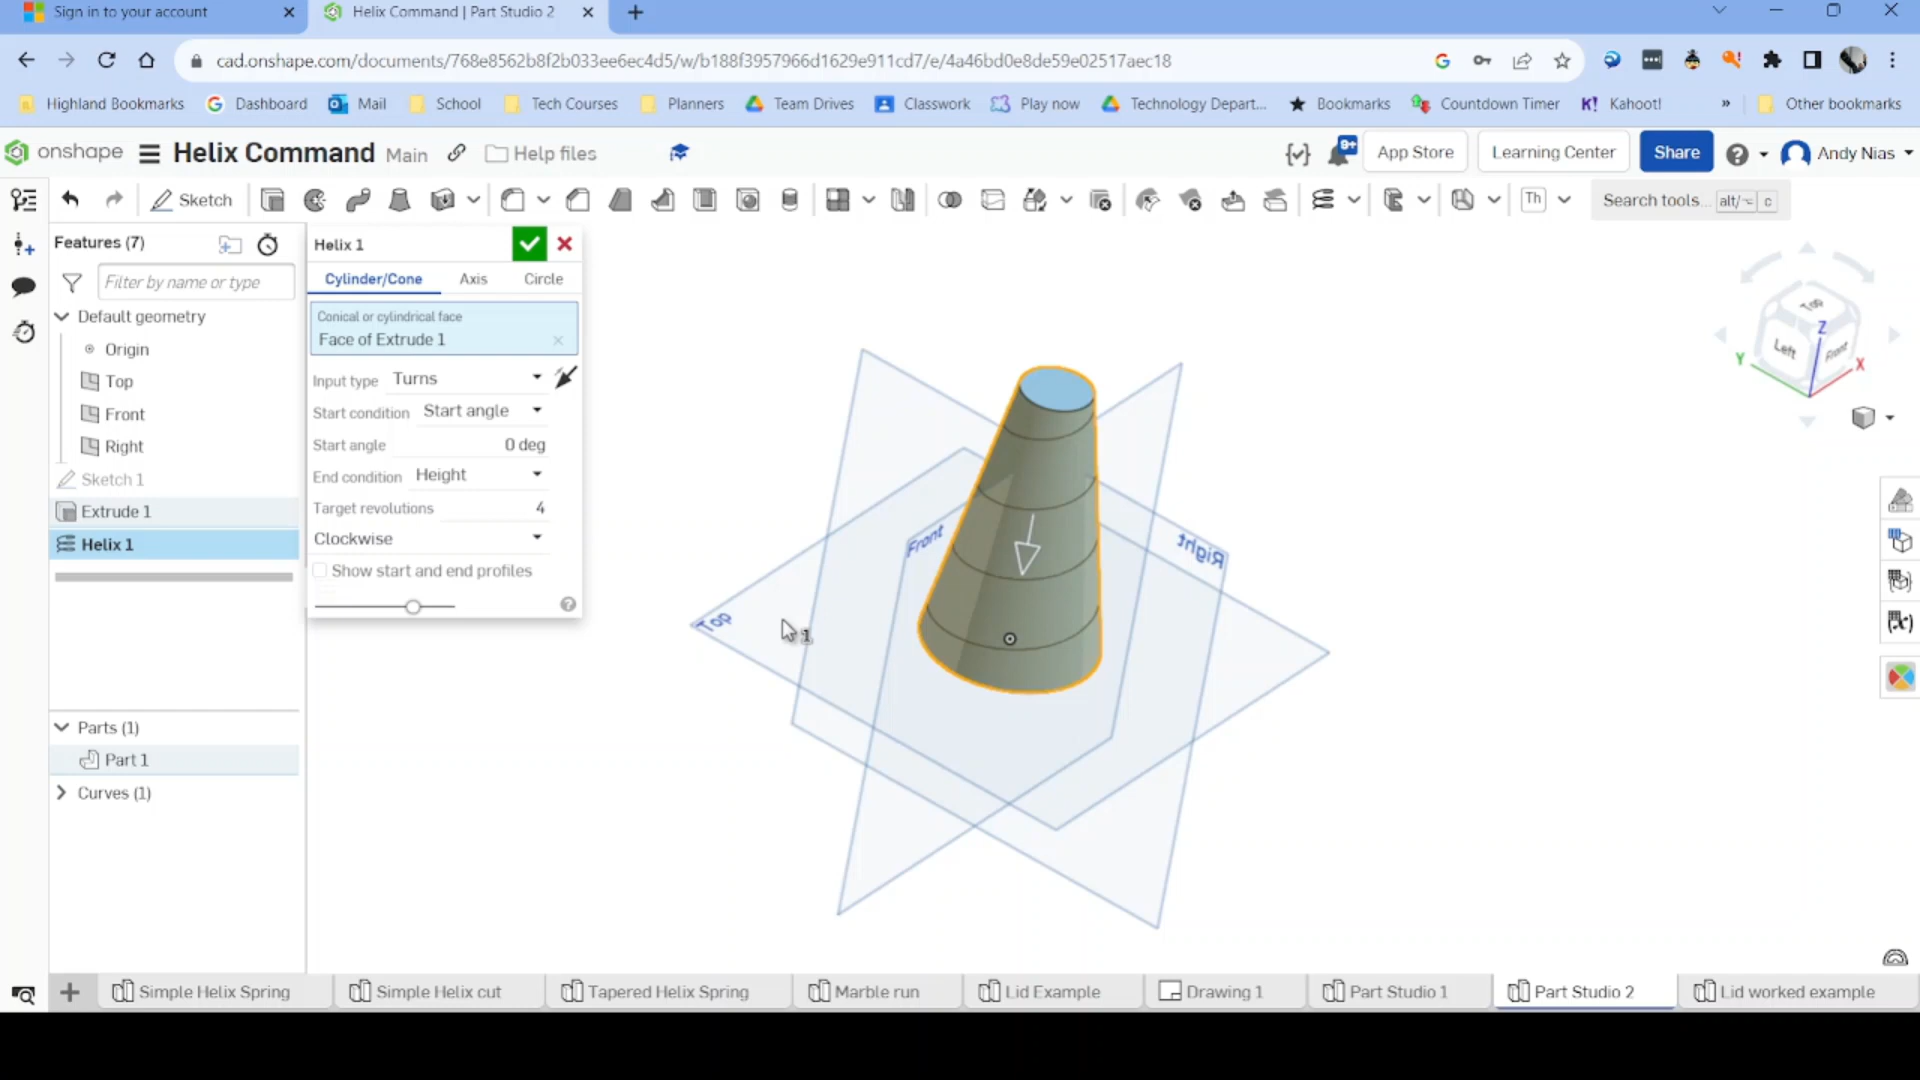 Sign in to your account
Helix Command | Part Studio 2
cad.onshape.com/documents/768e8562b8f2b033ee6ec4d5/w/b188f3957966d1629e911cd7/e/4a46bd0e8de59e02517aec18
Highland Bookmarks
Dashboard
Mail
School
Tech Courses
Planners
Team Drives
Classwork
Play now
Technology Depart...
Bookmarks
Countdown Timer
K! Kahoot!
»
Other bookmarks
onshape
Helix Command
Main
Help files
9+
App Store
Learning Center
Share
Andy Nias
Sketch
Th
Search tools...
alt/⌥
c
Features (7)
Filter by name or type
Default geometry
Origin
Top
Front
Right
Sketch 1
Extrude 1
Helix 1
Parts (1)
Part 1
Curves (1)
Helix 1
Cylinder/Cone
Axis
Circle
Conical or cylindrical face
Face of Extrude 1
Input type Turns
Start condition Start angle
Start angle 0 deg
End condition Height
Target revolutions 4
Clockwise
Show start and end profiles
Front
Right
Top
1
Top
Left
Front
Z
Y
X
(x)
Simple Helix Spring
Simple Helix cut
Tapered Helix Spring
Marble run
Lid Example
Drawing 1
Part Studio 1
Part Studio 2
Lid worked example